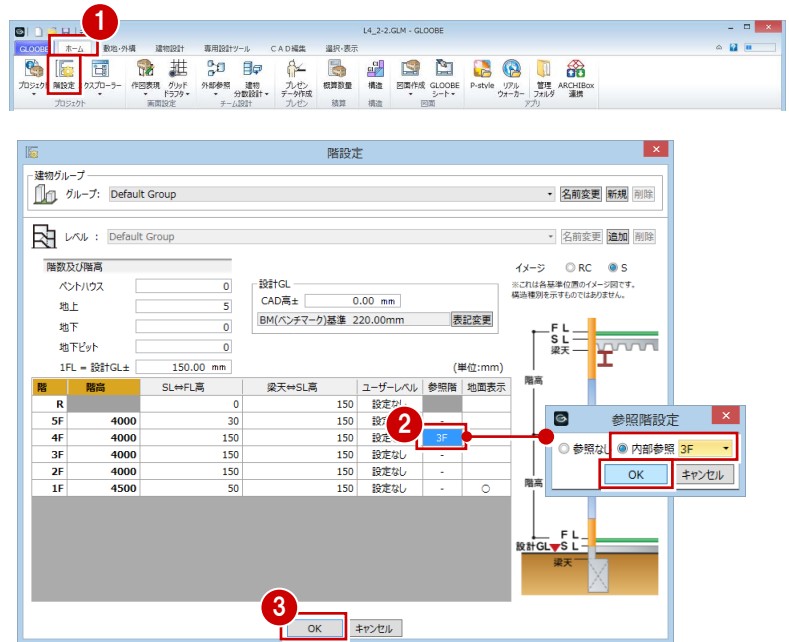 1
L4_2-2.GLM - GLOOBE
GLOOBE ホーム 敷地・外構 建物設計 専用設計ツール CAD編集 選択・表示
プロジェクト 階設定 クスプローラー 作図表現 グリッドドラフタ・ 外部参照 建物分散設計・ プレゼンデータ作成 概算数量 構造 図面作成 GLOOBEシート・ P-style リアルウォーカー 管理フォルダ ARCHIBox連携
プロジェクト 画面設定 チーム設計 プレゼン 積算 構造 図面 アプリ
階設定
建物グループ
グループ: Default Group 名前変更 新規 削除
レベル : Default Group 名前変更 追加 削除
階数及び階高
ペントハウス 0
地上 5
地下 0
地下ピット 0
1FL = 設計GL± 150.00 mm
設計GL
CAD高± 0.00 mm
BM(ベンチマーク)基準 220.00mm 表記変更
イメージ RC S
※これは各基準位置のイメージ図です。
構造種別を示すものではありません。
(単位:mm)
階 階高 SL⇔FL高 梁天⇔SL高 ユーザーレベル 参照階 地面表示
R 0 150 設定なし
5F 4000 30 150 設定 -
4F 4000 150 150 設定 3F
3F 4000 150 150 設定なし -
2F 4000 150 150 設定なし -
1F 4500 50 150 設定なし - ○
2
FL
SL
梁天
階高
階高
FL
設計GL SL
梁天
参照階設定
参照なし 内部参照 3F
OK キャンセル
3
OK キャンセル